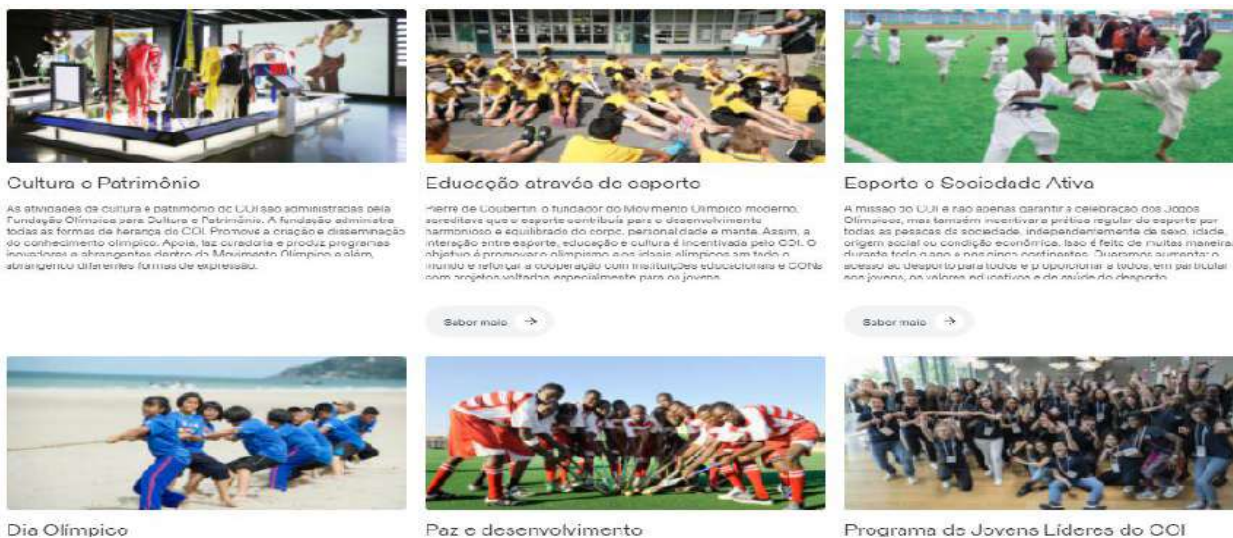 Cultura e Patrimônio
As atividades de cultura e patrimônio do COI são administradas pela
Fundação Olímpica para Cultura e Patrimônio. A fundação administra
todas as formas de herança do COI. Promove a criação e disseminação
do conhecimento olímpico. Apoia, faz curadoria e produz programas
inovadores e abrangentes dentro do Movimento Olímpico e além,
abrangendo diferentes formas de expressão.
Educação através do esporte
Pierre de Coubertin, o fundador do Movimento Olímpico moderno,
acreditava que o esporte contribuía para o desenvolvimento
harmonioso e equilibrado do corpo, personalidade e mente. Assim, a
interação entre esporte, educação e cultura é incentivada pelo COI. O
objetivo é promover o olimpismo e os ideais olímpicos em todo o
mundo e reforçar a cooperação com instituições educacionais e CONs
com projetos voltados especialmente para os jovens.
Saber mais
Esporte e Sociedade Ativa
A missão do COI é não apenas garantir a celebração dos Jogos
Olímpicos, mas também incentivar a prática regular do esporte por
todas as pessoas da sociedade, independentemente de sexo, idade,
origem social ou condição econômica. Isso é feito de muitas maneiras
durante todo o ano e nos cinco continentes. Queremos aumentar o
acesso ao desporto para todos e proporcionar a todos, em particular
aos jovens, os valores educativos e de saúde do desporto.
Saber mais
Dia Olímpico
Paz e desenvolvimento
Programa de Jovens Líderes do COI